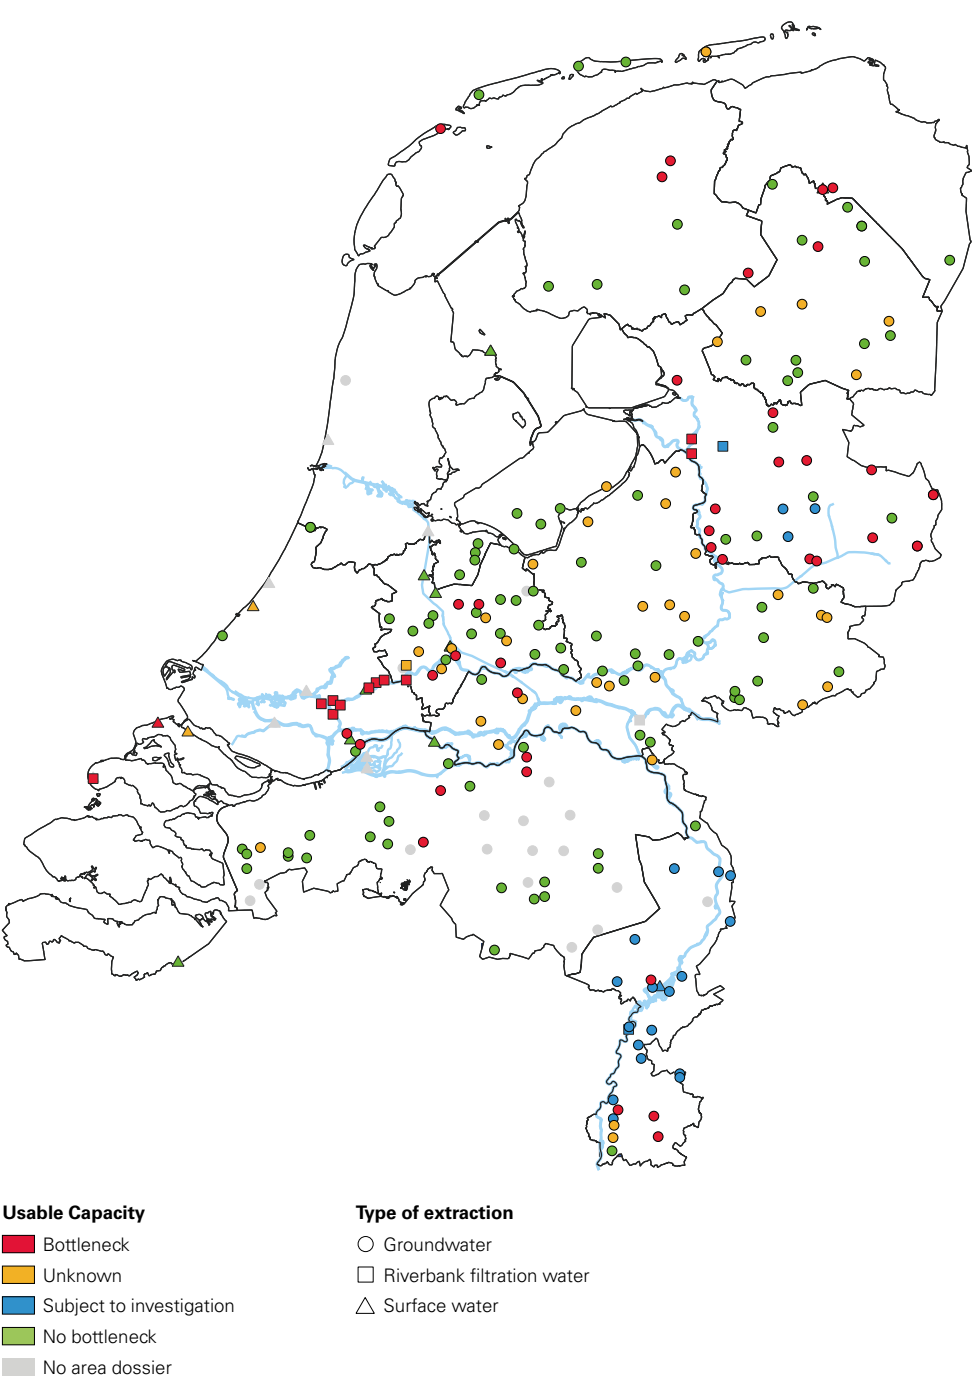 Usable Capacity
Bottleneck
Unknown
Subject to investigation
No bottleneck
No area dossier
Type of extraction
Groundwater
Riverbank filtration water
Surface water